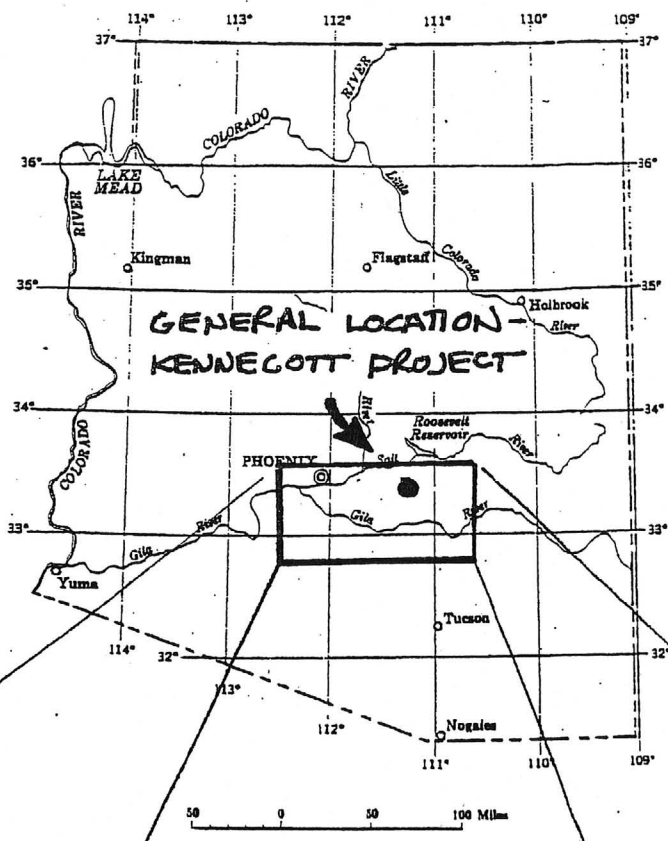 114° 113° 112° 111° 110° 109°
37° 37°
RIVER
COLORADO
36° 36°
LAKE
MEAD
Little
RIVER
Kingman
Flagstaff
Colorado
35° 35°
Holbrook
GENERAL LOCATION
River
KENNECOTT PROJECT
34° 34°
Roosevelt
Reservoir
River
COLORADO
PHOENIX
Salt
33° 33°
Gila
River
Gila
River
Yuma
Tucson
114°
32° 32°
113°
112°
Nogales
111°
110°
109°
50 0 50 100 Miles